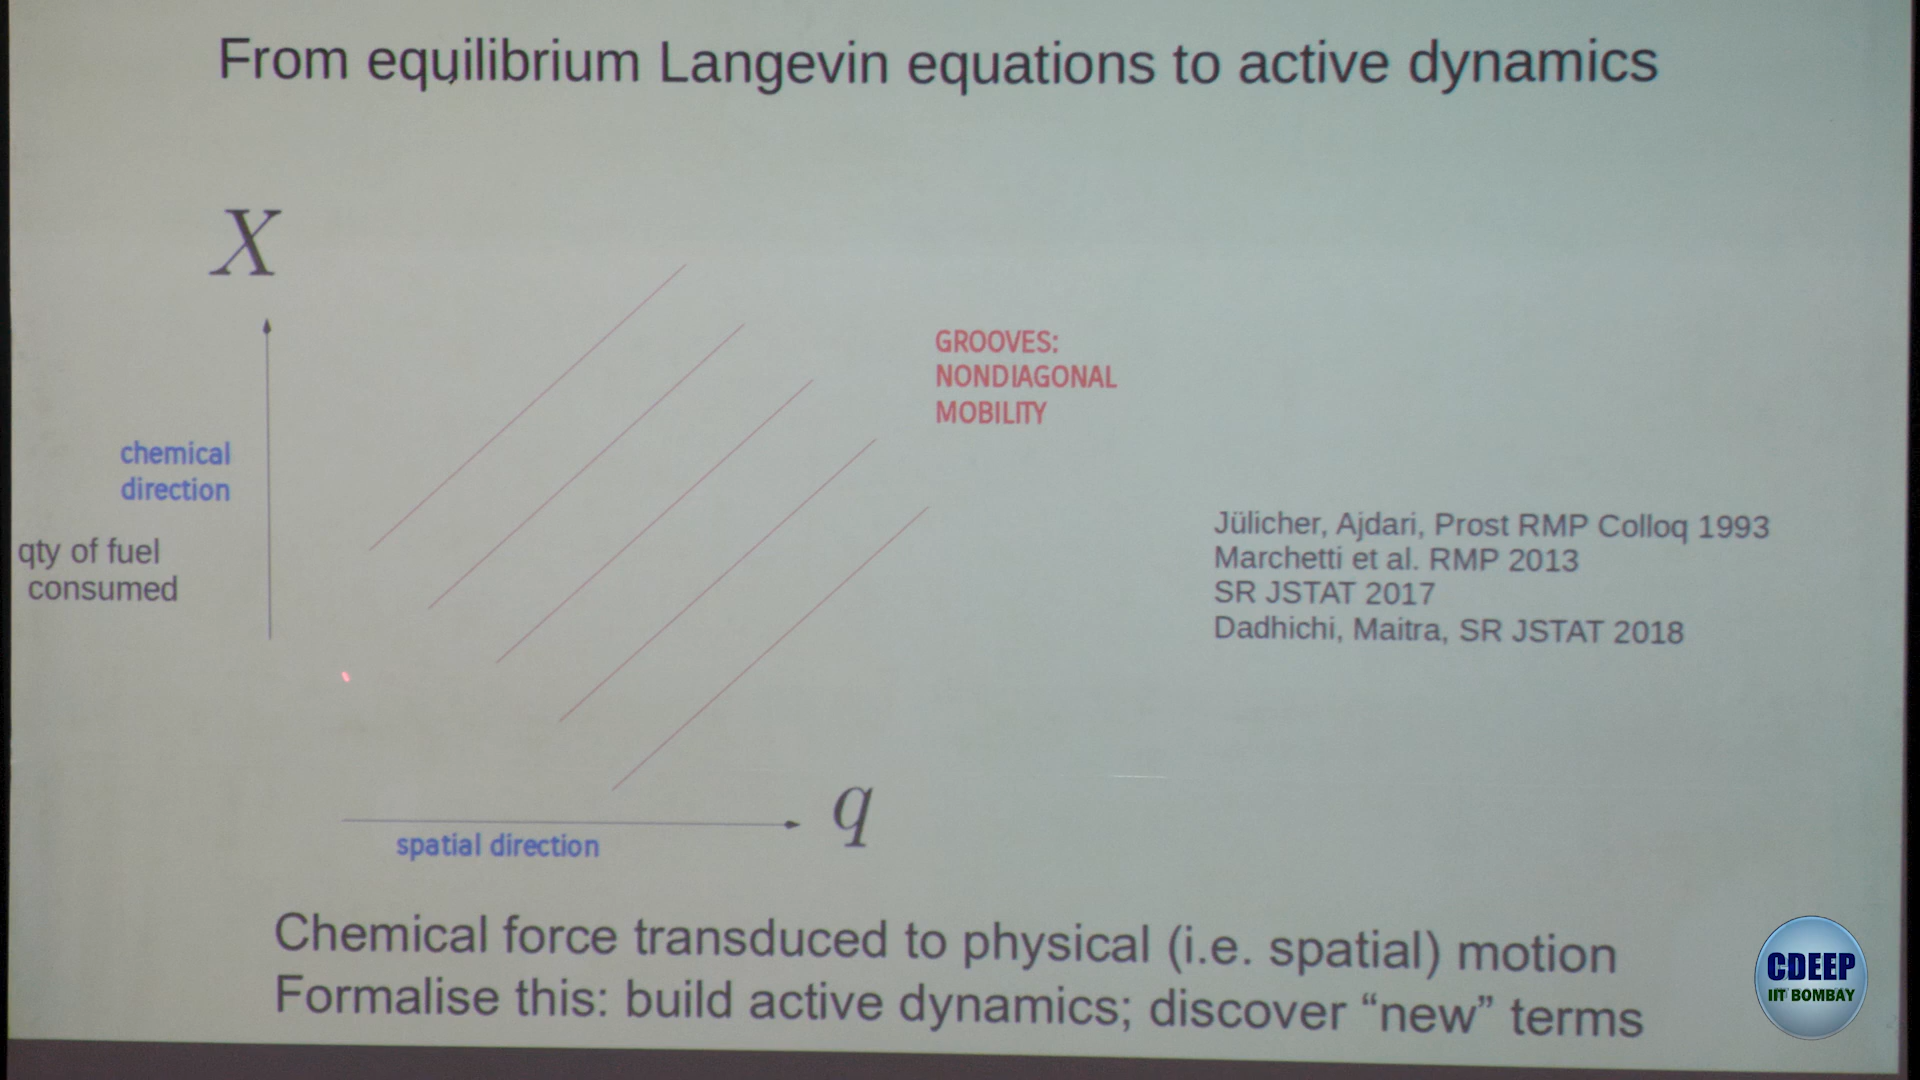 From equilibrium Langevin equations to active dynamics
X
GROOVES:
NONDIAGONAL
MOBILITY
chemical
direction
qty of fuel
consumed
Jülicher, Ajdari, Prost RMP Colloq 1993
Marchetti et al. RMP 2013
SR JSTAT 2017
Dadhichi, Maitra, SR JSTAT 2018
q
spatial direction
Chemical force transduced to physical (i.e. spatial) motion
Formalise this: build active dynamics; discover “new” terms
CDEEP
IIT BOMBAY